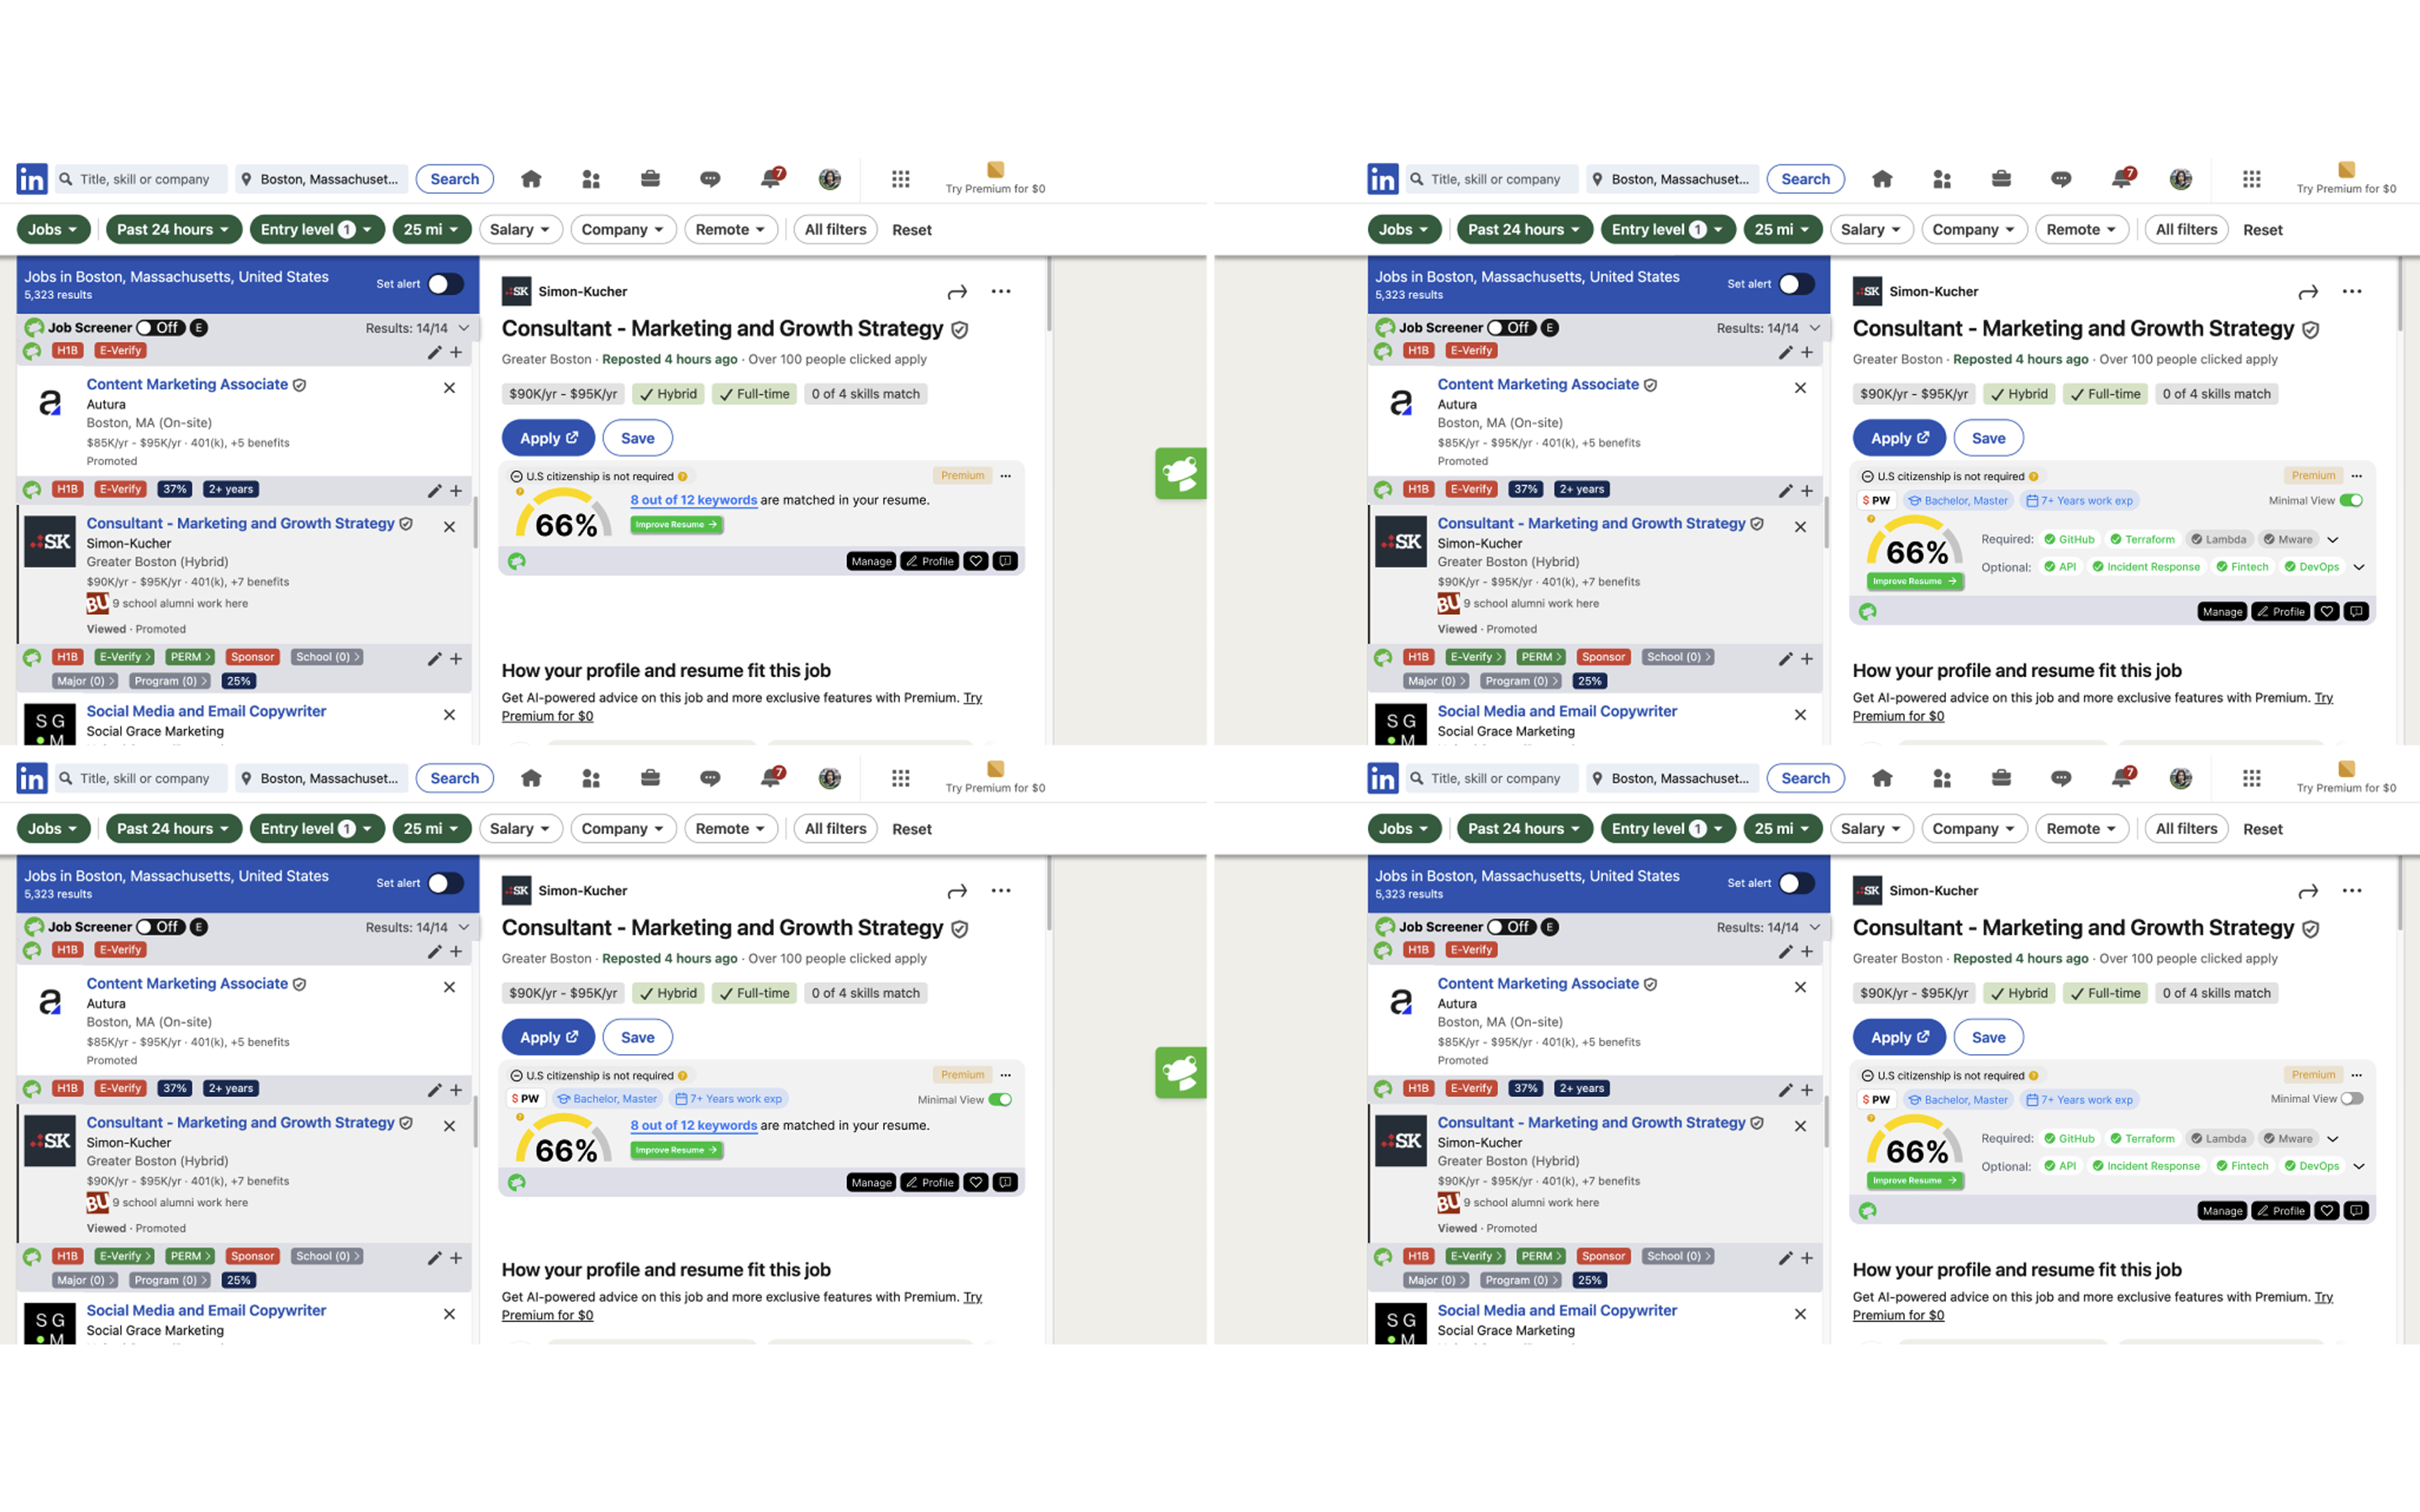 in
Title, skill or company
Boston, Massachuset...
Search
7
Try Premium for $0
Jobs
Past 24 hours
Entry level 1
25 mi
Salary
Company
Remote
All filters
Reset
Jobs in Boston, Massachusetts, United States
5,323 results
Set alert
Job Screener Off E
Results: 14/14
H1B E-Verify
a
Content Marketing Associate
Autura
Boston, MA (On-site)
$85K/yr - $95K/yr · 401(k), +5 benefits
Promoted
H1B E-Verify 37% 2+ years
SK
Consultant - Marketing and Growth Strategy
Simon-Kucher
Greater Boston (Hybrid)
$90K/yr - $95K/yr · 401(k), +7 benefits
BU 9 school alumni work here
Viewed · Promoted
H1B E-Verify > PERM > Sponsor School (0) >
Major (0) > Program (0) > 25%
S G
M
Social Media and Email Copywriter
Social Grace Marketing
SK Simon-Kucher
Consultant - Marketing and Growth Strategy
Greater Boston · Reposted 4 hours ago · Over 100 people clicked apply
$90K/yr - $95K/yr Hybrid Full-time 0 of 4 skills match
Apply Save
U.S citizenship is not required ?
Premium
?
66%
8 out of 12 keywords are matched in your resume.
Improve Resume →
Manage Profile
How your profile and resume fit this job
Get AI-powered advice on this job and more exclusive features with Premium. Try
Premium for $0
in
Title, skill or company
Boston, Massachuset...
Search
7
Try Premium for $0
Jobs
Past 24 hours
Entry level 1
25 mi
Salary
Company
Remote
All filters
Reset
Jobs in Boston, Massachusetts, United States
5,323 results
Set alert
Job Screener Off E
Results: 14/14
H1B E-Verify
a
Content Marketing Associate
Autura
Boston, MA (On-site)
$85K/yr - $95K/yr · 401(k), +5 benefits
Promoted
H1B E-Verify 37% 2+ years
SK
Consultant - Marketing and Growth Strategy
Simon-Kucher
Greater Boston (Hybrid)
$90K/yr - $95K/yr · 401(k), +7 benefits
BU 9 school alumni work here
Viewed · Promoted
H1B E-Verify > PERM > Sponsor School (0) >
Major (0) > Program (0) > 25%
S G
M
Social Media and Email Copywriter
Social Grace Marketing
SK Simon-Kucher
Consultant - Marketing and Growth Strategy
Greater Boston · Reposted 4 hours ago · Over 100 people clicked apply
$90K/yr - $95K/yr Hybrid Full-time 0 of 4 skills match
Apply Save
U.S citizenship is not required ?
Premium
$ PW Bachelor, Master 7+ Years work exp
Minimal View
?
66%
Improve Resume →
Required: GitHub Terraform Lambda Mware
Optional: API Incident Response Fintech DevOps
Manage Profile
How your profile and resume fit this job
Get AI-powered advice on this job and more exclusive features with Premium. Try
Premium for $0
in
Title, skill or company
Boston, Massachuset...
Search
7
Try Premium for $0
Jobs
Past 24 hours
Entry level 1
25 mi
Salary
Company
Remote
All filters
Reset
Jobs in Boston, Massachusetts, United States
5,323 results
Set alert
Job Screener Off E
Results: 14/14
H1B E-Verify
a
Content Marketing Associate
Autura
Boston, MA (On-site)
$85K/yr - $95K/yr · 401(k), +5 benefits
Promoted
H1B E-Verify 37% 2+ years
SK
Consultant - Marketing and Growth Strategy
Simon-Kucher
Greater Boston (Hybrid)
$90K/yr - $95K/yr · 401(k), +7 benefits
BU 9 school alumni work here
Viewed · Promoted
H1B E-Verify > PERM > Sponsor School (0) >
Major (0) > Program (0) > 25%
S G
M
Social Media and Email Copywriter
Social Grace Marketing
SK Simon-Kucher
Consultant - Marketing and Growth Strategy
Greater Boston · Reposted 4 hours ago · Over 100 people clicked apply
$90K/yr - $95K/yr Hybrid Full-time 0 of 4 skills match
Apply Save
U.S citizenship is not required ?
Premium
$ PW Bachelor, Master 7+ Years work exp
Minimal View
?
66%
8 out of 12 keywords are matched in your resume.
Improve Resume →
Manage Profile
How your profile and resume fit this job
Get AI-powered advice on this job and more exclusive features with Premium. Try
Premium for $0
in
Title, skill or company
Boston, Massachuset...
Search
7
Try Premium for $0
Jobs
Past 24 hours
Entry level 1
25 mi
Salary
Company
Remote
All filters
Reset
Jobs in Boston, Massachusetts, United States
5,323 results
Set alert
Job Screener Off E
Results: 14/14
H1B E-Verify
a
Content Marketing Associate
Autura
Boston, MA (On-site)
$85K/yr - $95K/yr · 401(k), +5 benefits
Promoted
H1B E-Verify 37% 2+ years
SK
Consultant - Marketing and Growth Strategy
Simon-Kucher
Greater Boston (Hybrid)
$90K/yr - $95K/yr · 401(k), +7 benefits
BU 9 school alumni work here
Viewed · Promoted
H1B E-Verify > PERM > Sponsor School (0) >
Major (0) > Program (0) > 25%
S G
M
Social Media and Email Copywriter
Social Grace Marketing
SK Simon-Kucher
Consultant - Marketing and Growth Strategy
Greater Boston · Reposted 4 hours ago · Over 100 people clicked apply
$90K/yr - $95K/yr Hybrid Full-time 0 of 4 skills match
Apply Save
U.S citizenship is not required ?
Premium
$ PW Bachelor, Master 7+ Years work exp
Minimal View
?
66%
Improve Resume →
Required: GitHub Terraform Lambda Mware
Optional: API Incident Response Fintech DevOps
Manage Profile
How your profile and resume fit this job
Get AI-powered advice on this job and more exclusive features with Premium. Try
Premium for $0